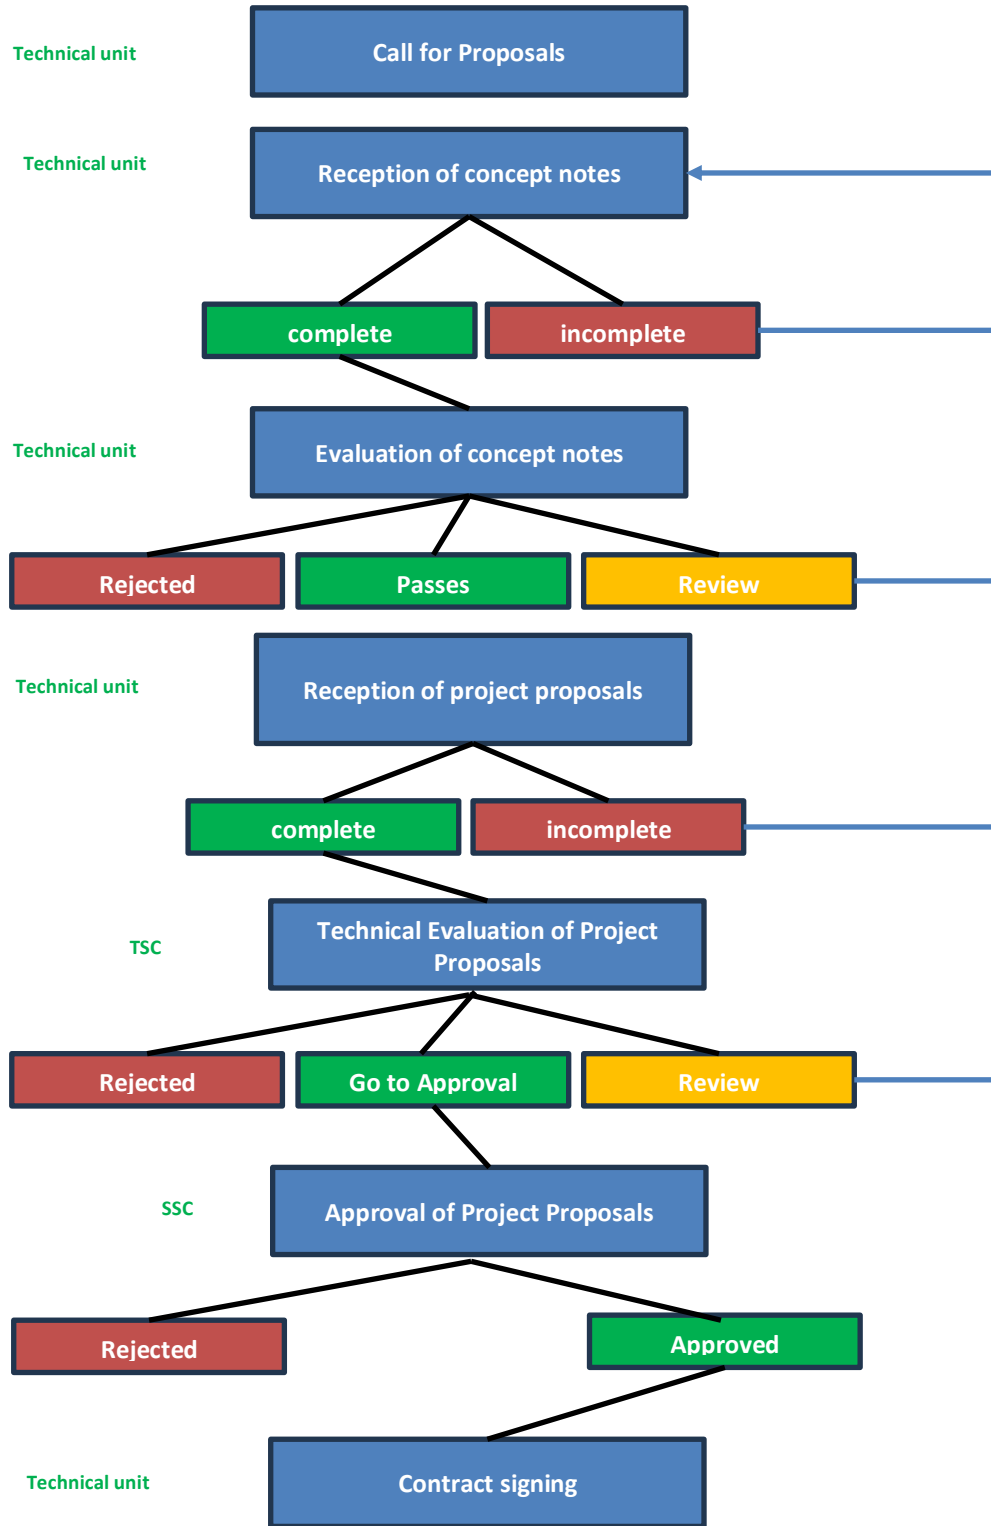 Technical unit
Call for Proposals
Technical unit
Reception of concept notes
complete
incomplete
Technical unit
Evaluation of concept notes
Rejected
Passes
Review
Technical unit
Reception of project proposals
complete
incomplete
TSC
Technical Evaluation of Project
Proposals
Rejected
Go to Approval
Review
SSC
Approval of Project Proposals
Rejected
Approved
Technical unit
Contract signing